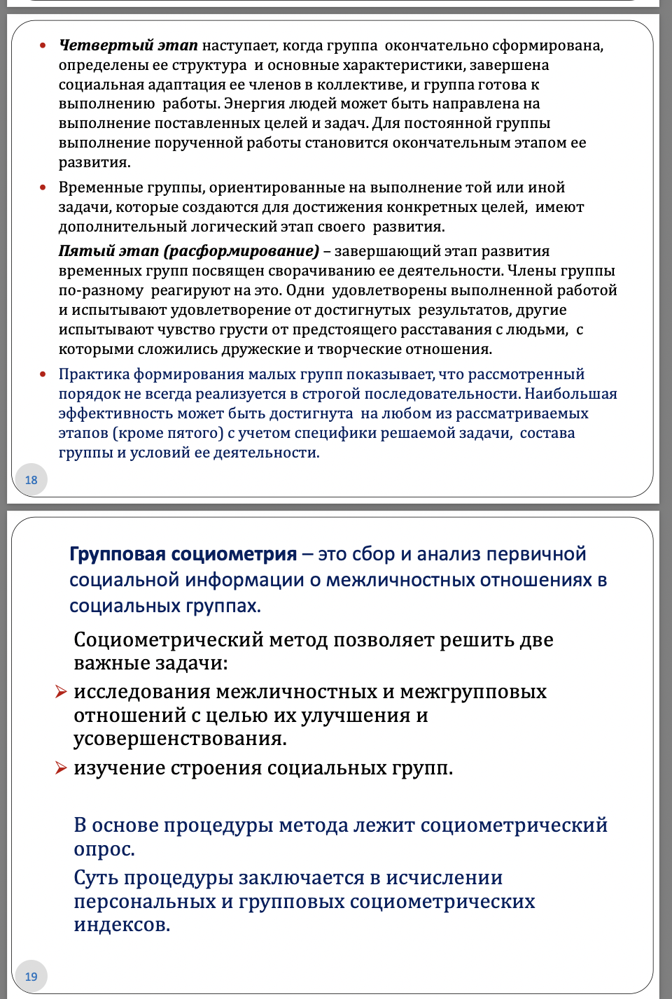 • Четвертый этап наступает, когда группа окончательно сформирована,
определены ее структура и основные характеристики, завершена
социальная адаптация ее членов в коллективе, и группа готова к
выполнению работы. Энергия людей может быть направлена на
выполнение поставленных целей и задач. Для постоянной группы
выполнение порученной работы становится окончательным этапом ее
развития.
• Временные группы, ориентированные на выполнение той или иной
задачи, которые создаются для достижения конкретных целей, имеют
дополнительный логический этап своего развития.
Пятый этап (расформирование) – завершающий этап развития
временных групп посвящен сворачиванию ее деятельности. Члены группы
по-разному реагируют на это. Одни удовлетворены выполненной работой
и испытывают удовлетворение от достигнутых результатов, другие
испытывают чувство грусти от предстоящего расставания с людьми, с
которыми сложились дружеские и творческие отношения.
• Практика формирования малых групп показывает, что рассмотренный
порядок не всегда реализуется в строгой последовательности. Наибольшая
эффективность может быть достигнута на любом из рассматриваемых
этапов (кроме пятого) с учетом специфики решаемой задачи, состава
группы и условий ее деятельности.
18
Групповая социометрия – это сбор и анализ первичной
социальной информации о межличностных отношениях в
социальных группах.
Социометрический метод позволяет решить две
важные задачи:
➢ исследования межличностных и межгрупповых
отношений с целью их улучшения и
усовершенствования.
➢ изучение строения социальных групп.
В основе процедуры метода лежит социометрический
опрос.
Суть процедуры заключается в исчислении
персональных и групповых социометрических
индексов.
19